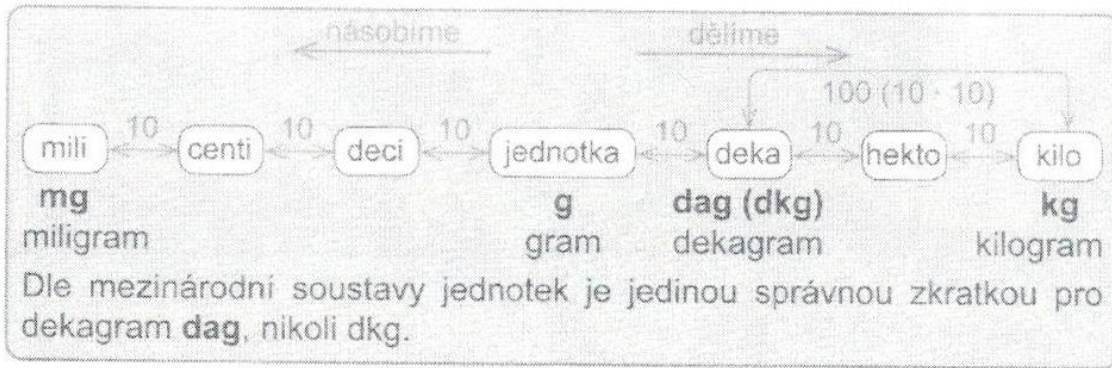 násobíme dělíme
100 (10 · 10)
10 10 10 10 10 10
mili centi deci jednotka deka hekto kilo
mg g dag (dkg) kg
miligram gram dekagram kilogram
Dle mezinárodní soustavy jednotek je jedinou správnou zkratkou pro
dekagram dag, nikoli dkg.